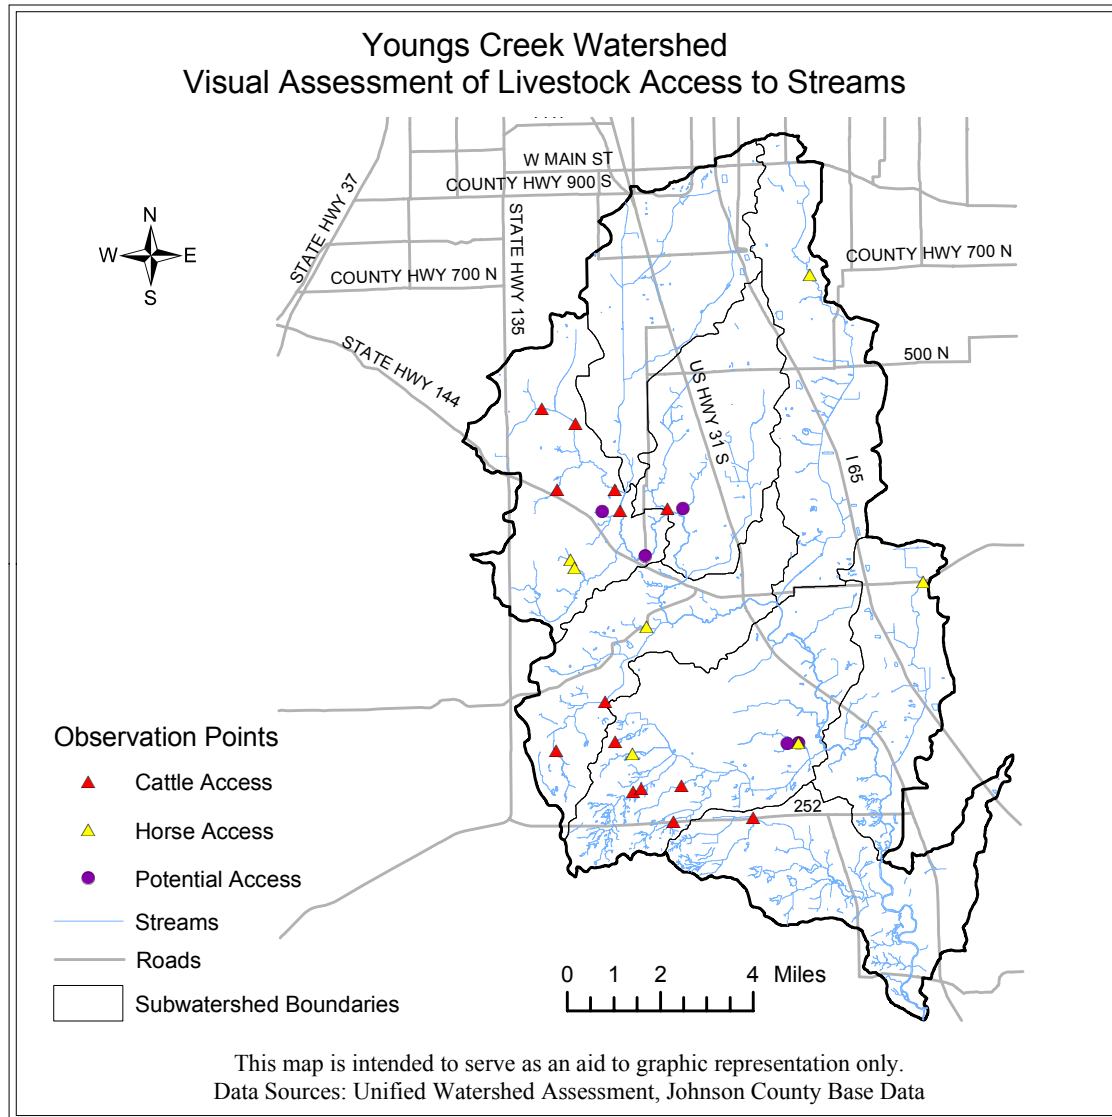 Youngs Creek Watershed
Visual Assessment of Livestock Access to Streams
W MAIN ST
COUNTY HWY 900 S
STATE HWY 37
STATE HWY 135
N
W E
S
COUNTY HWY 700 N
COUNTY HWY 700 N
STATE HWY 144
500 N
US HWY 31 S
I 65
252
Observation Points
Cattle Access
Horse Access
Potential Access
Streams
Roads
Subwatershed Boundaries
0 1 2 4 Miles
This map is intended to serve as an aid to graphic representation only.
Data Sources: Unified Watershed Assessment, Johnson County Base Data